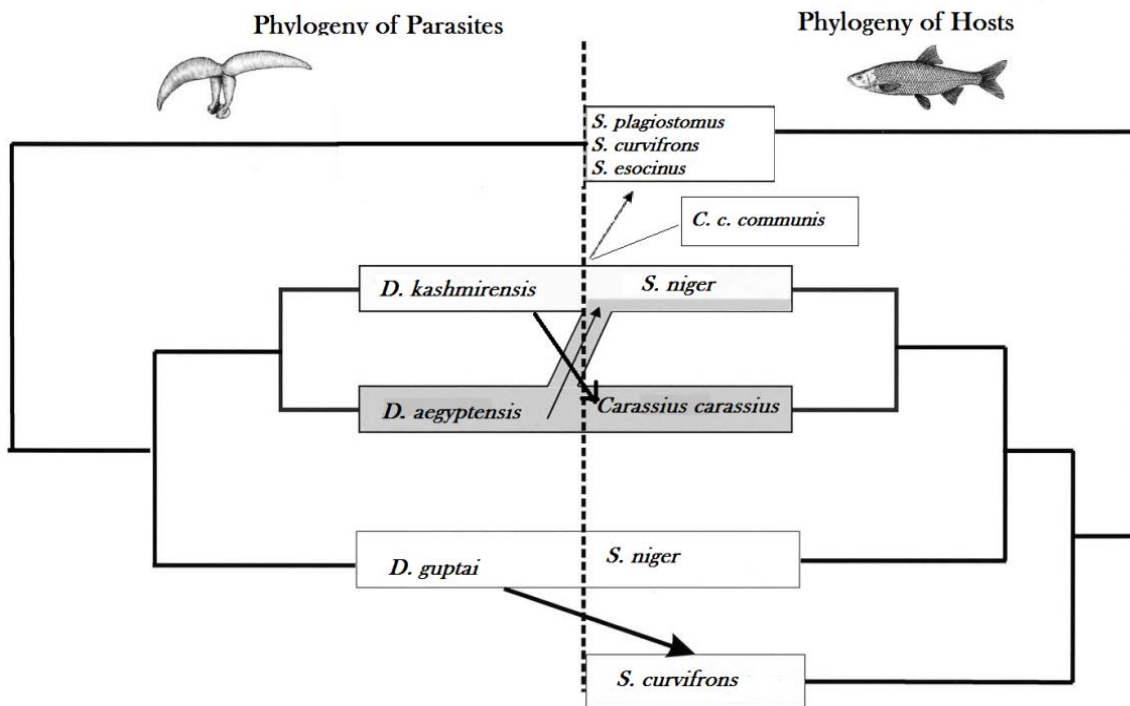 Phylogeny of Parasites
Phylogeny of Hosts
S. plagiostomus
S. curvifrons
S. esocinus
C. c. communis
D. kashmirensis
S. niger
D. aegyptensis
Carassius carassius
D. guptai
S. niger
S. curvifrons